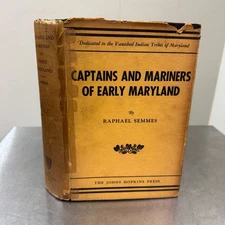 Dedicated to the Vanished Indian Tribes of Maryland
CAPTAINS AND MARINERS
OF EARLY MARYLAND
By
RAPHAEL SEMMES
THE JOHNS HOPKINS PRESS